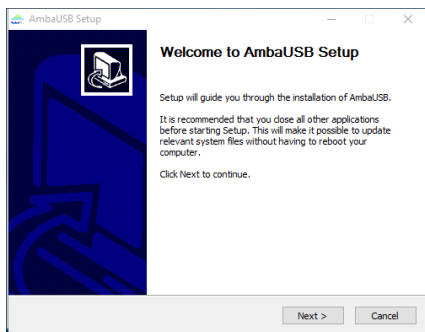 AmbaUSB Setup
Welcome to AmbaUSB Setup
Setup will guide you through the installation of AmbaUSB.
It is recommended that you close all other applications
before starting Setup. This will make it possible to update
relevant system files without having to reboot your
computer.
Click Next to continue.
Next >
Cancel